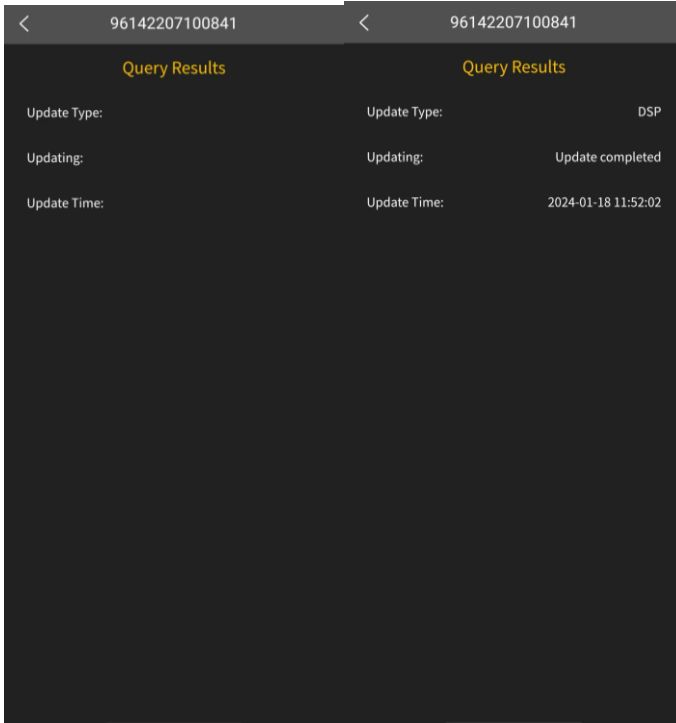 96142207100841
Query Results
Update Type:
Updating:
Update Time:
96142207100841
Query Results
Update Type: DSP
Updating: Update completed
Update Time: 2024-01-18 11:52:02